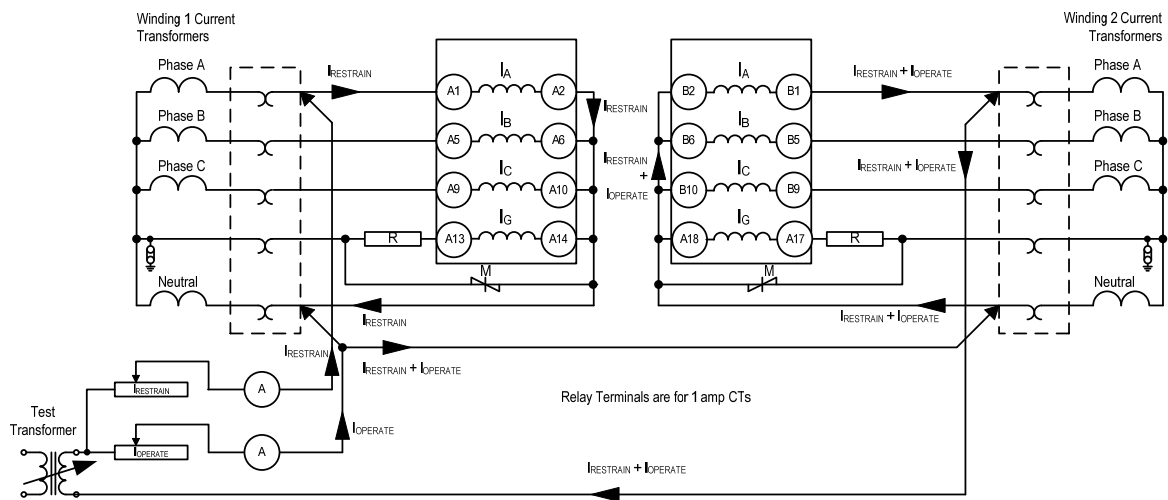 Winding 1 Current
Transformers
Winding 2 Current
Transformers
Phase A
IRESTRAIN
A1
IA
A2
B2
IA
B1
IRESTRAIN + IOPERATE
Phase A
IRESTRAIN
Phase B
A5
IB
A6
B6
IB
B5
Phase B
IRESTRAIN
+
IOPERATE
IRESTRAIN + IOPERATE
Phase C
A9
IC
A10
B10
IC
B9
Phase C
R
A13
IG
A14
A18
IG
A17
R
M
M
Neutral
IRESTRAIN
IRESTRAIN + IOPERATE
Neutral
IRESTRAIN
IRESTRAIN + IOPERATE
IRESTRAIN
A
Relay Terminals are for 1 amp CTs
Test
Transformer
IOPERATE
IOPERATE
A
IRESTRAIN + IOPERATE